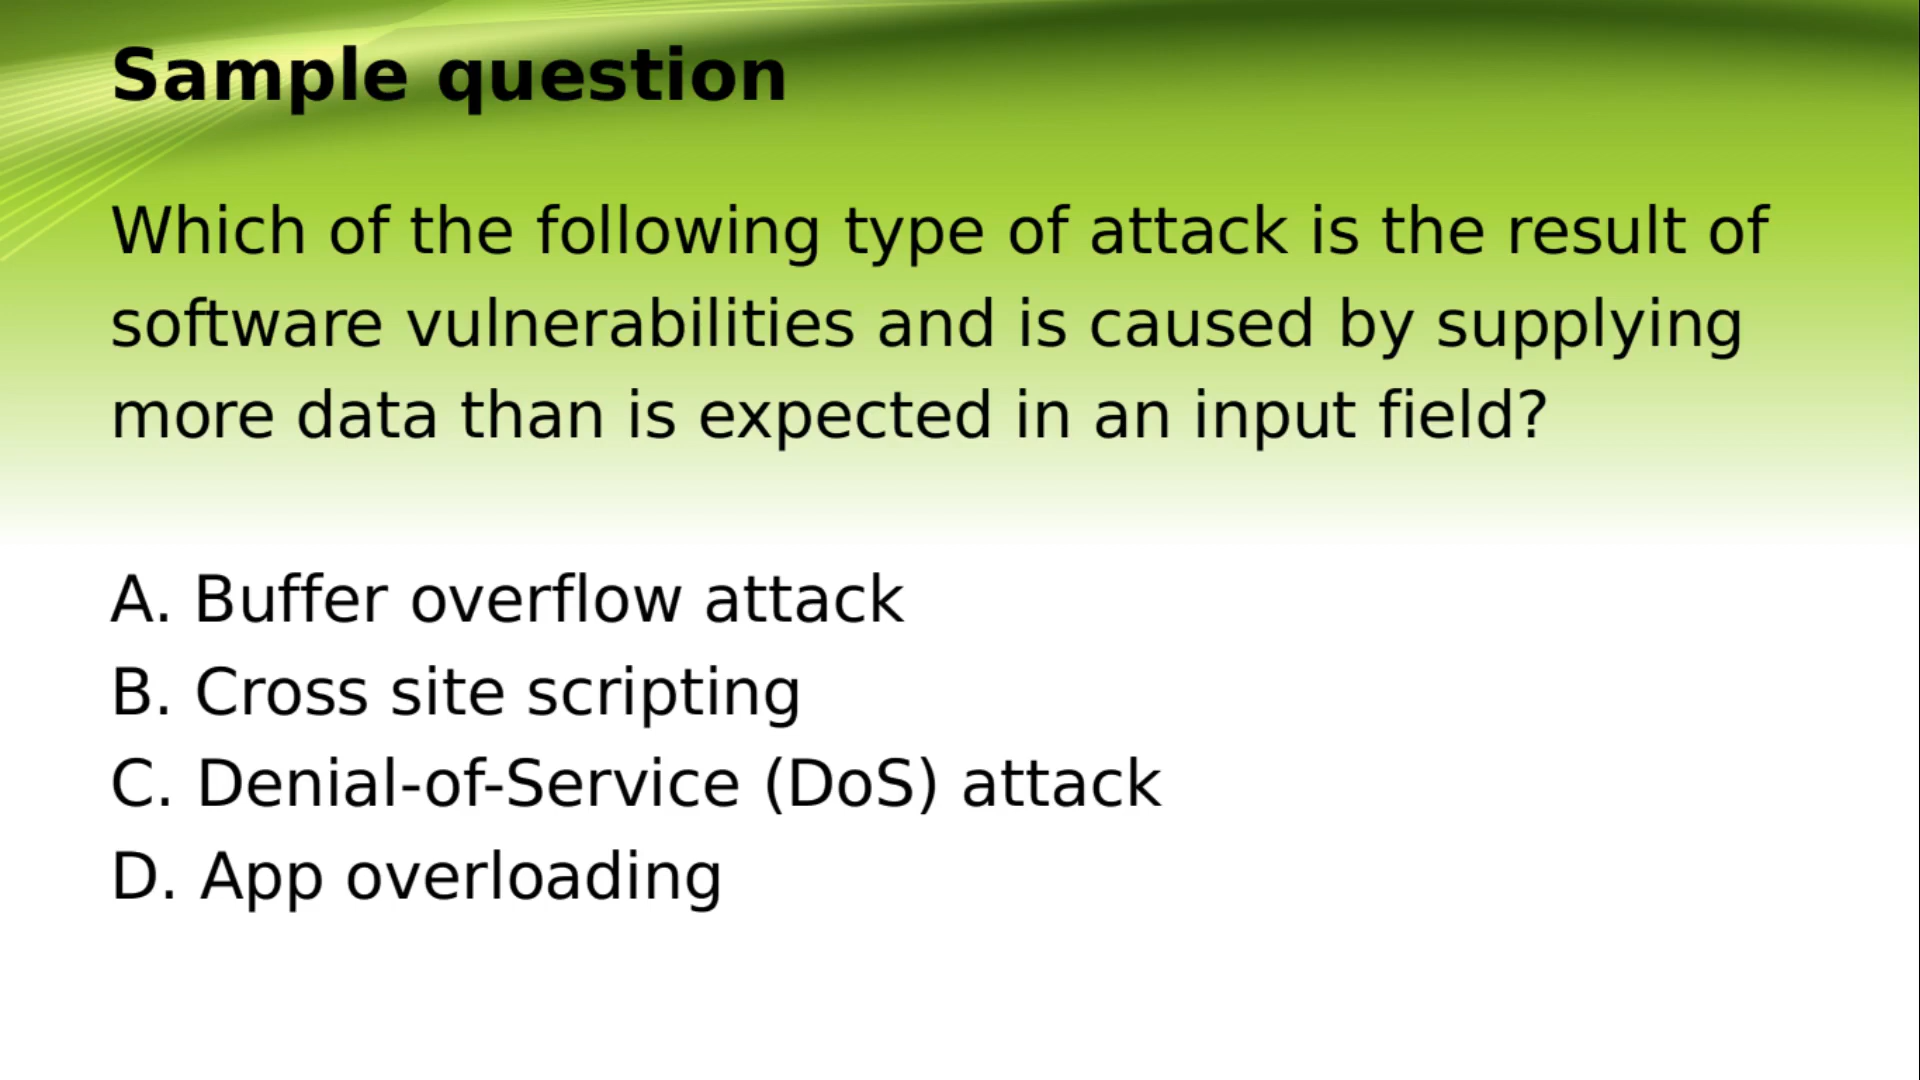 Sample question
Which of the following type of attack is the result of
software vulnerabilities and is caused by supplying
more data than is expected in an input field?
A. Buffer overflow attack
B. Cross site scripting
C. Denial-of-Service (DoS) attack
D. App overloading